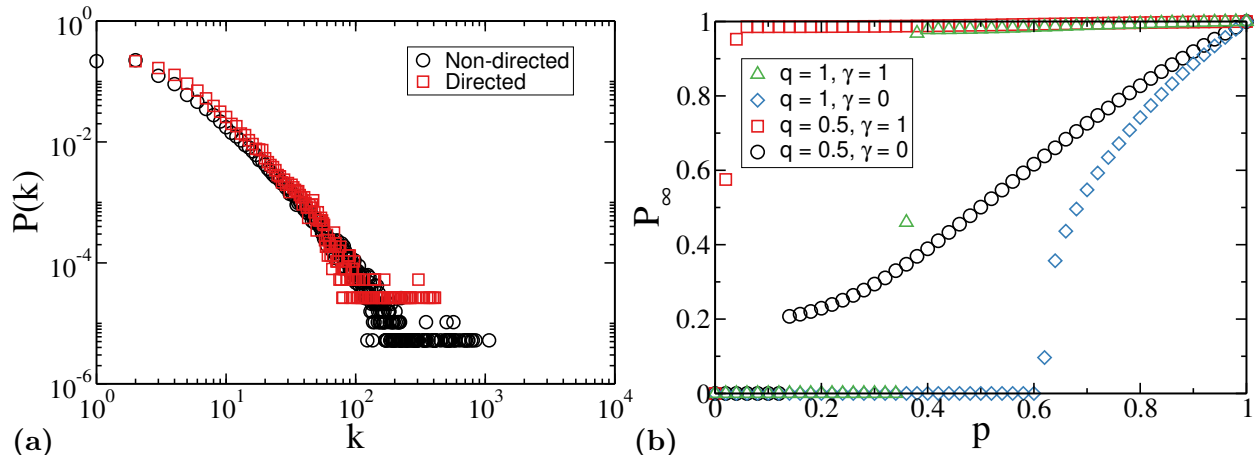 10^0
10^-2
10^-4
10^-6
P(k)
Non-directed
Directed
10^0 10^1 10^2 10^3 10^4
k
(a)
1
0.8
0.6
0.4
0.2
0
P_∞
q = 1, γ = 1
q = 1, γ = 0
q = 0.5, γ = 1
q = 0.5, γ = 0
0 0.2 0.4 0.6 0.8 1
p
(b)